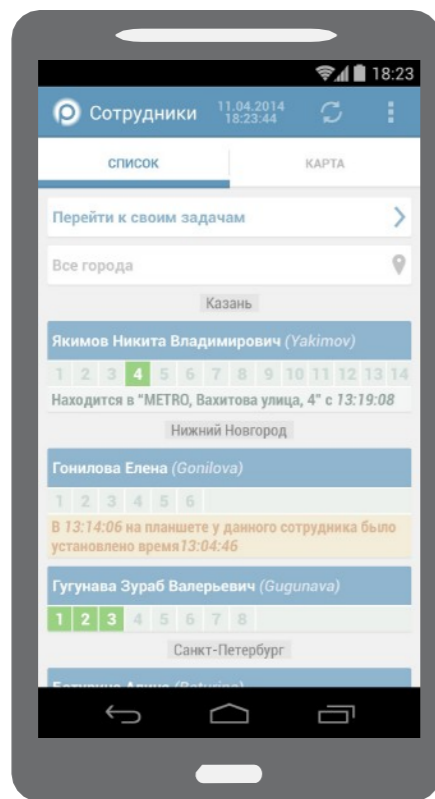 18:23
Сотрудники
11.04.2014
18:23:44
СПИСОК
КАРТА
Перейти к своим задачам
Все города
Казань
Якимов Никита Владимирович (Yakimov)
1 2 3 4 5 6 7 8 9 10 11 12 13 14
Находится в "METRO, Вахитова улица, 4" с 13:19:08
Нижний Новгород
Гонилова Елена (Gonilova)
1 2 3 4 5 6
В 13:14:06 на планшете у данного сотрудника было
установлено время13:04:46
Гугунава Зураб Валерьевич (Gugunava)
1 2 3 4 5 6 7 8
Санкт-Петербург